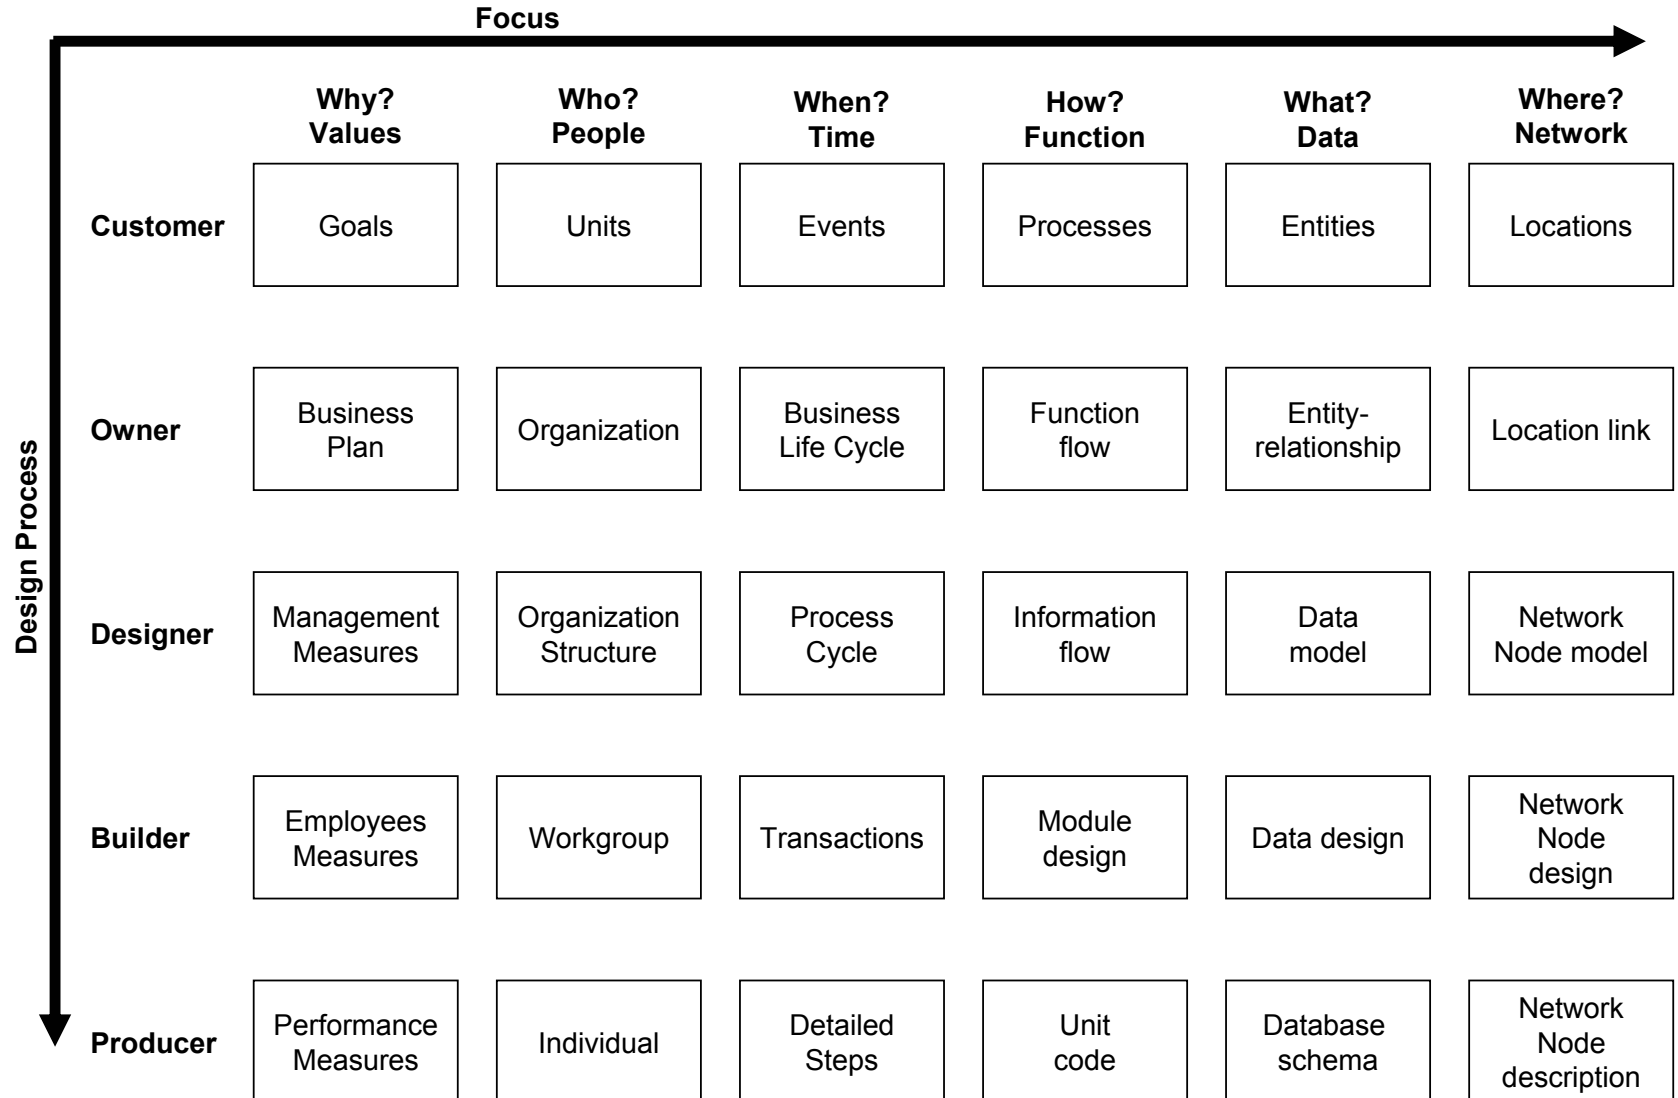 Focus
Why?
Values
Who?
People
When?
Time
How?
Function
What?
Data
Where?
Network
Design Process
Customer
Goals
Units
Events
Processes
Entities
Locations
Owner
Business
Plan
Organization
Business
Life Cycle
Function
flow
Entity-
relationship
Location link
Designer
Management
Measures
Organization
Structure
Process
Cycle
Information
flow
Data
model
Network
Node model
Builder
Employees
Measures
Workgroup
Transactions
Module
design
Data design
Network
Node
design
Producer
Performance
Measures
Individual
Detailed
Steps
Unit
code
Database
schema
Network
Node
description